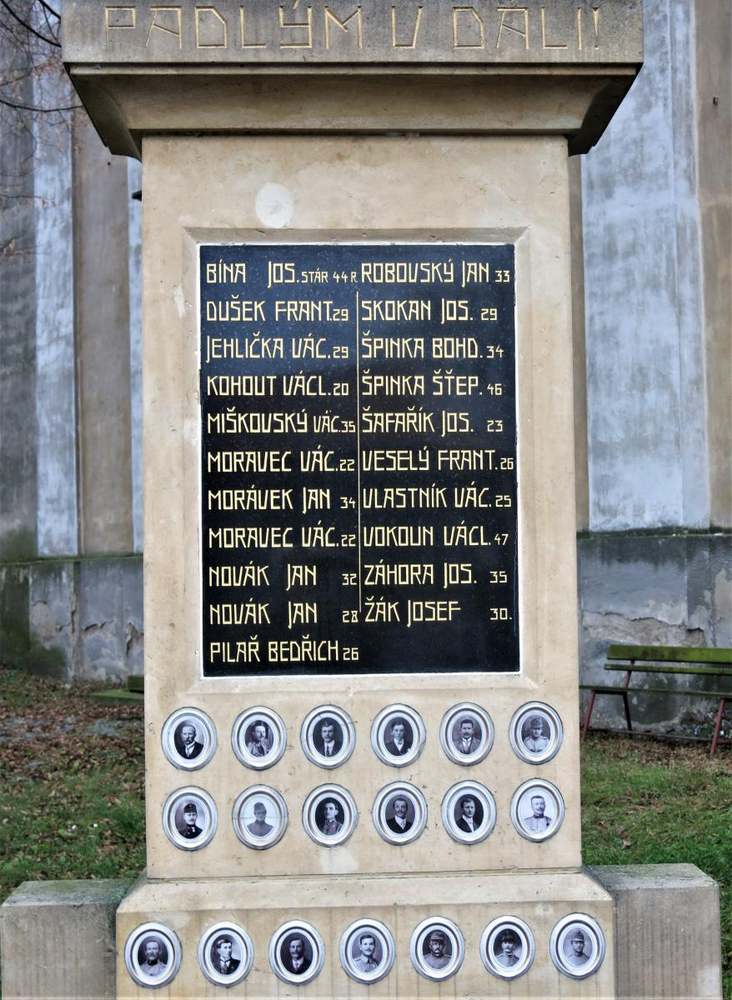 PADLÝM V DÁLI!
BÍNA JOS. STÁR 44 R.
DUŠEK FRANT. 29
JEHLIČKA VÁC. 29
KOHOUT VÁCL. 20
MIŠKOVSKÝ VÁC. 35
MORAVEC VÁC. 22
MORÁVEK JAN 34
MORAVEC VÁC. 22
NOVÁK JAN 32
NOVÁK JAN 28
PILAŘ BEDŘICH 26
ROBOVSKÝ JAN 33
SKOKAN JOS. 29
ŠPINKA BOHD. 34
ŠPINKA ŠŤEP. 46
ŠAFAŘÍK JOS. 23
VESELÝ FRANT. 26
VLASTNÍK VÁC. 25
VOKOUN VÁCL. 47
ZÁHORA JOS. 35
ŽÁK JOSEF 30.